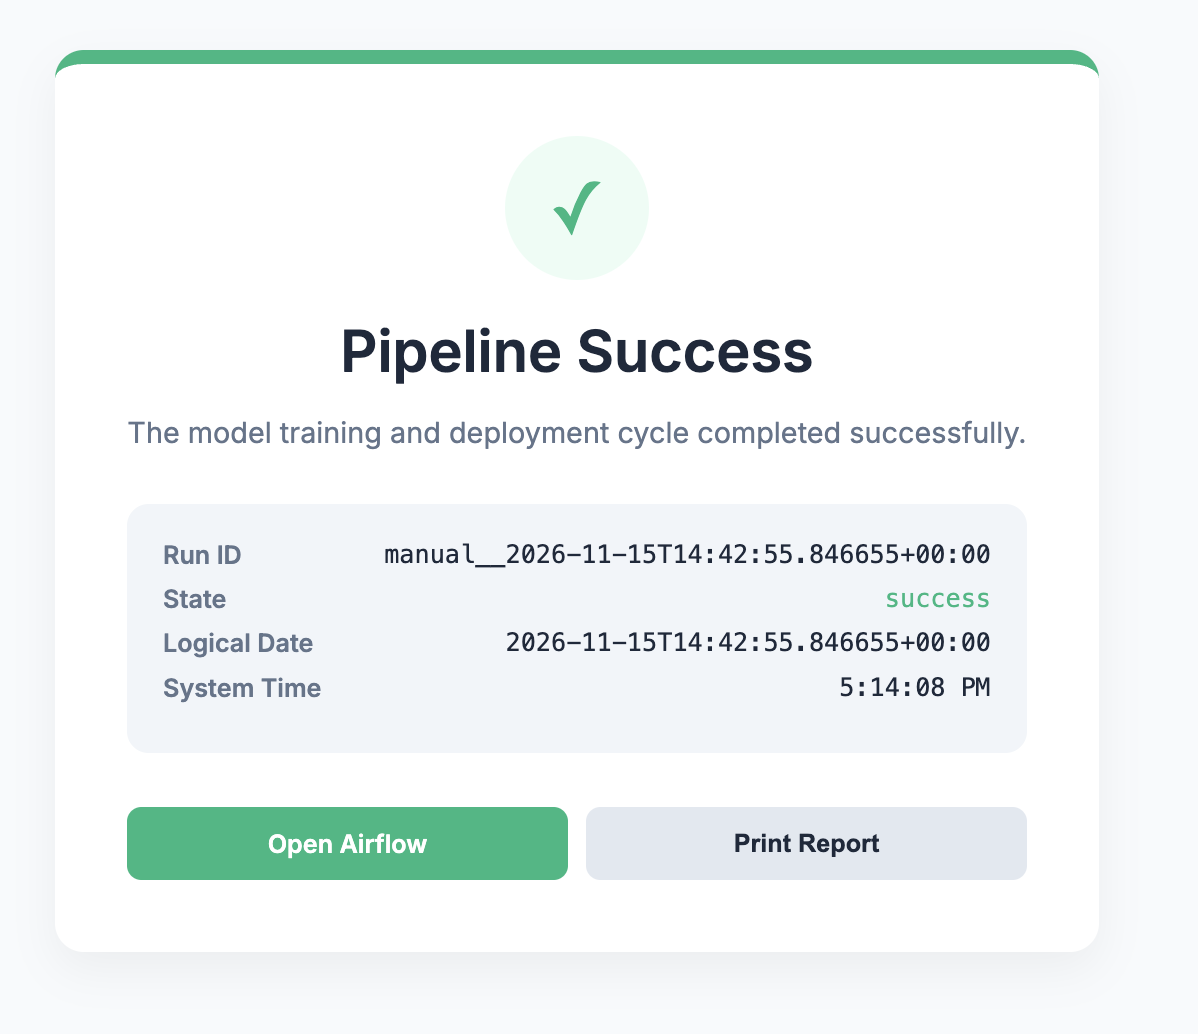 Pipeline Success
The model training and deployment cycle completed successfully.
Run ID manual__2026-11-15T14:42:55.846655+00:00
State success
Logical Date 2026-11-15T14:42:55.846655+00:00
System Time 5:14:08 PM
Open Airflow Print Report